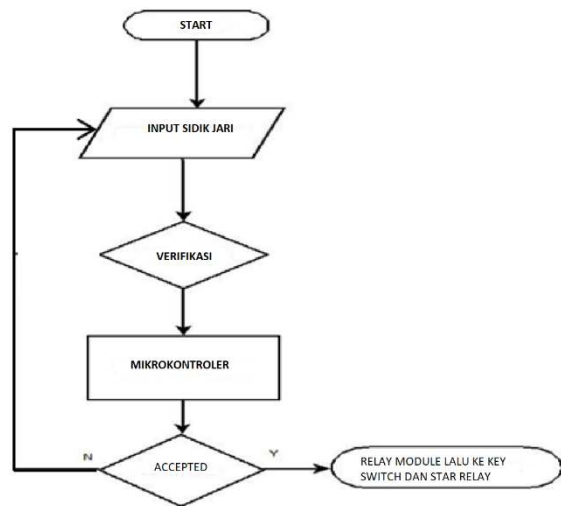 START
INPUT SIDIK JARI
VERIFIKASI
MIKROKONTROLER
N
ACCEPTED
Y
RELAY MODULE LALU KE KEY
SWITCH DAN STAR RELAY